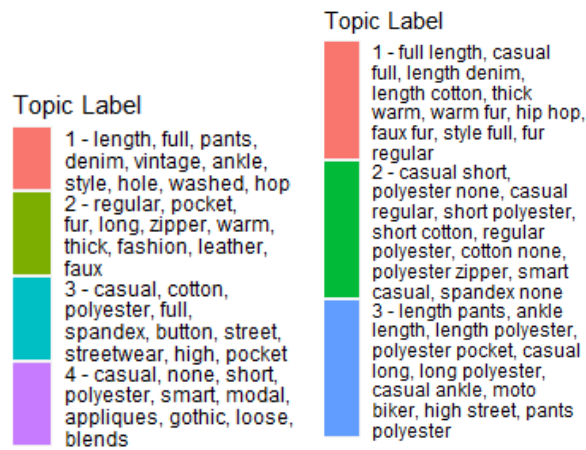 Topic Label
1 - length, full, pants,
denim, vintage, ankle,
style, hole, washed, hop
2 - regular, pocket,
fur, long, zipper, warm,
thick, fashion, leather,
faux
3 - casual, cotton,
polyester, full,
spandex, button, street,
streetwear, high, pocket
4 - casual, none, short,
polyester, smart, modal,
appliques, gothic, loose,
blends
Topic Label
1 - full length, casual
full, length denim,
length cotton, thick
warm, warm fur, hip hop,
faux fur, style full, fur
regular
2 - casual short,
polyester none, casual
regular, short polyester,
short cotton, regular
polyester, cotton none,
polyester zipper, smart
casual, spandex none
3 - length pants, ankle
length, length polyester,
polyester pocket, casual
long, long polyester,
casual ankle, moto
biker, high street, pants
polyester